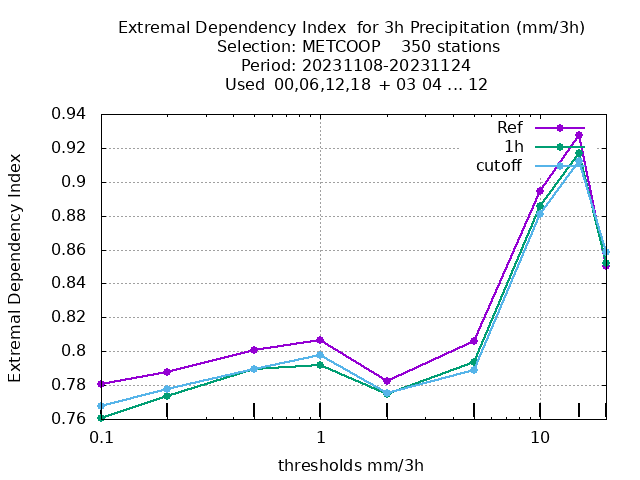 Extremal Dependency Index  for 3h Precipitation (mm/3h)
Selection: METCOOP    350 stations
Period: 20231108-20231124
Used  00,06,12,18  + 03 04 ... 12
Extremal Dependency Index
0.94
0.92
0.9
0.88
0.86
0.84
0.82
0.8
0.78
0.76
Ref
1h
cutoff
0.1 1 10
thresholds mm/3h